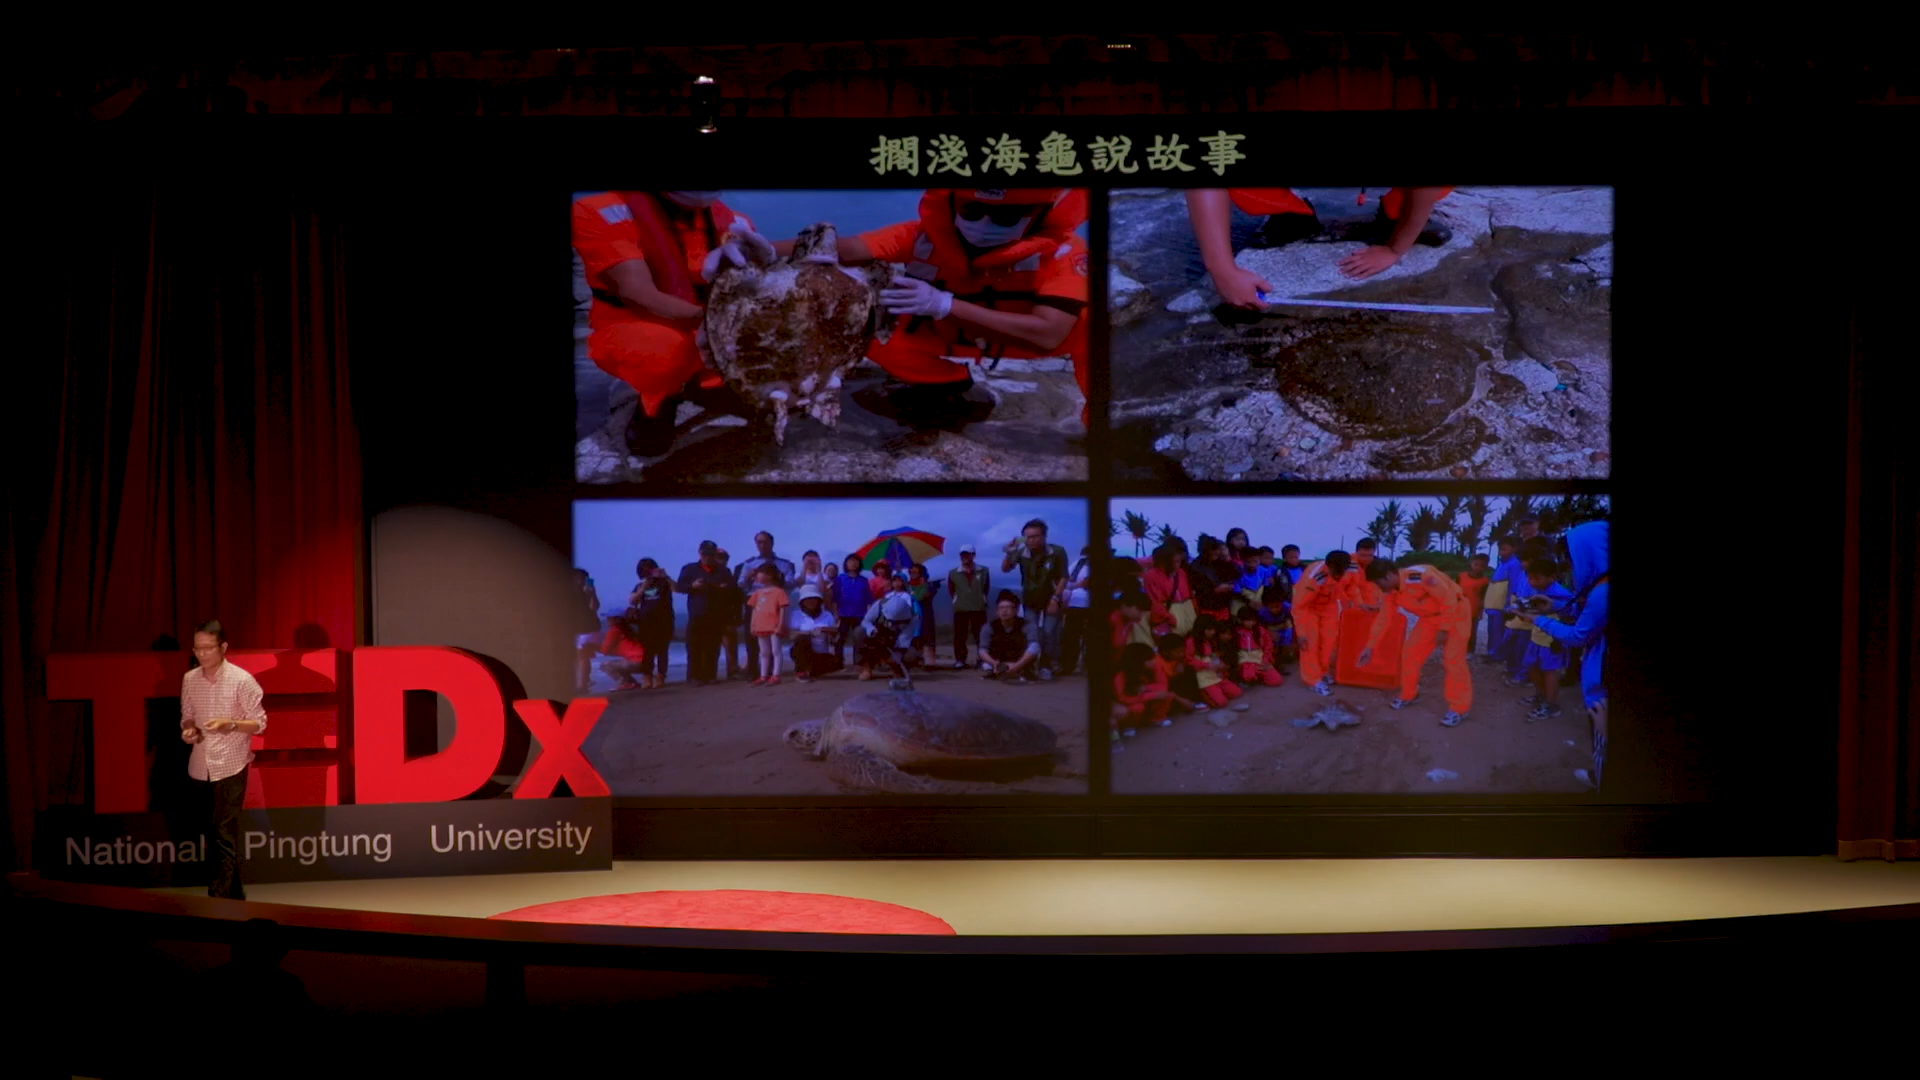 擱淺海龜說故事
TEDx
National Pingtung University